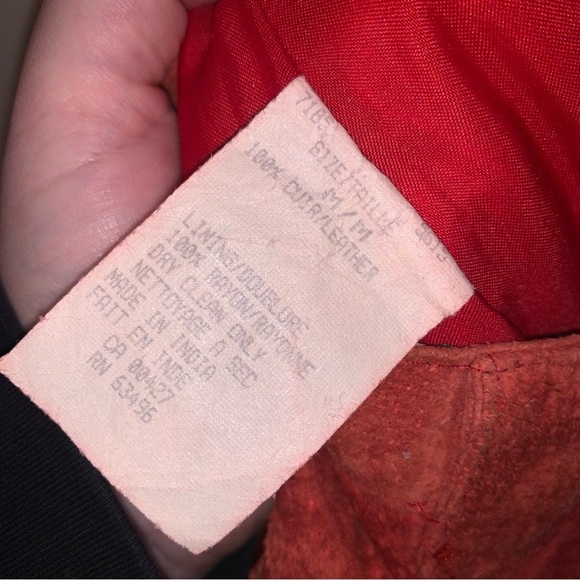 SIZE/TAILLE
M/M
100% CUIR/LEATHER
LINING/DOUBLURE
100% RAYON/RAYONNE
DRY CLEAN ONLY
NETTOYAGE A SEC
MADE IN INDIA
FAIT EN INDE
CA 00427
RN 53496